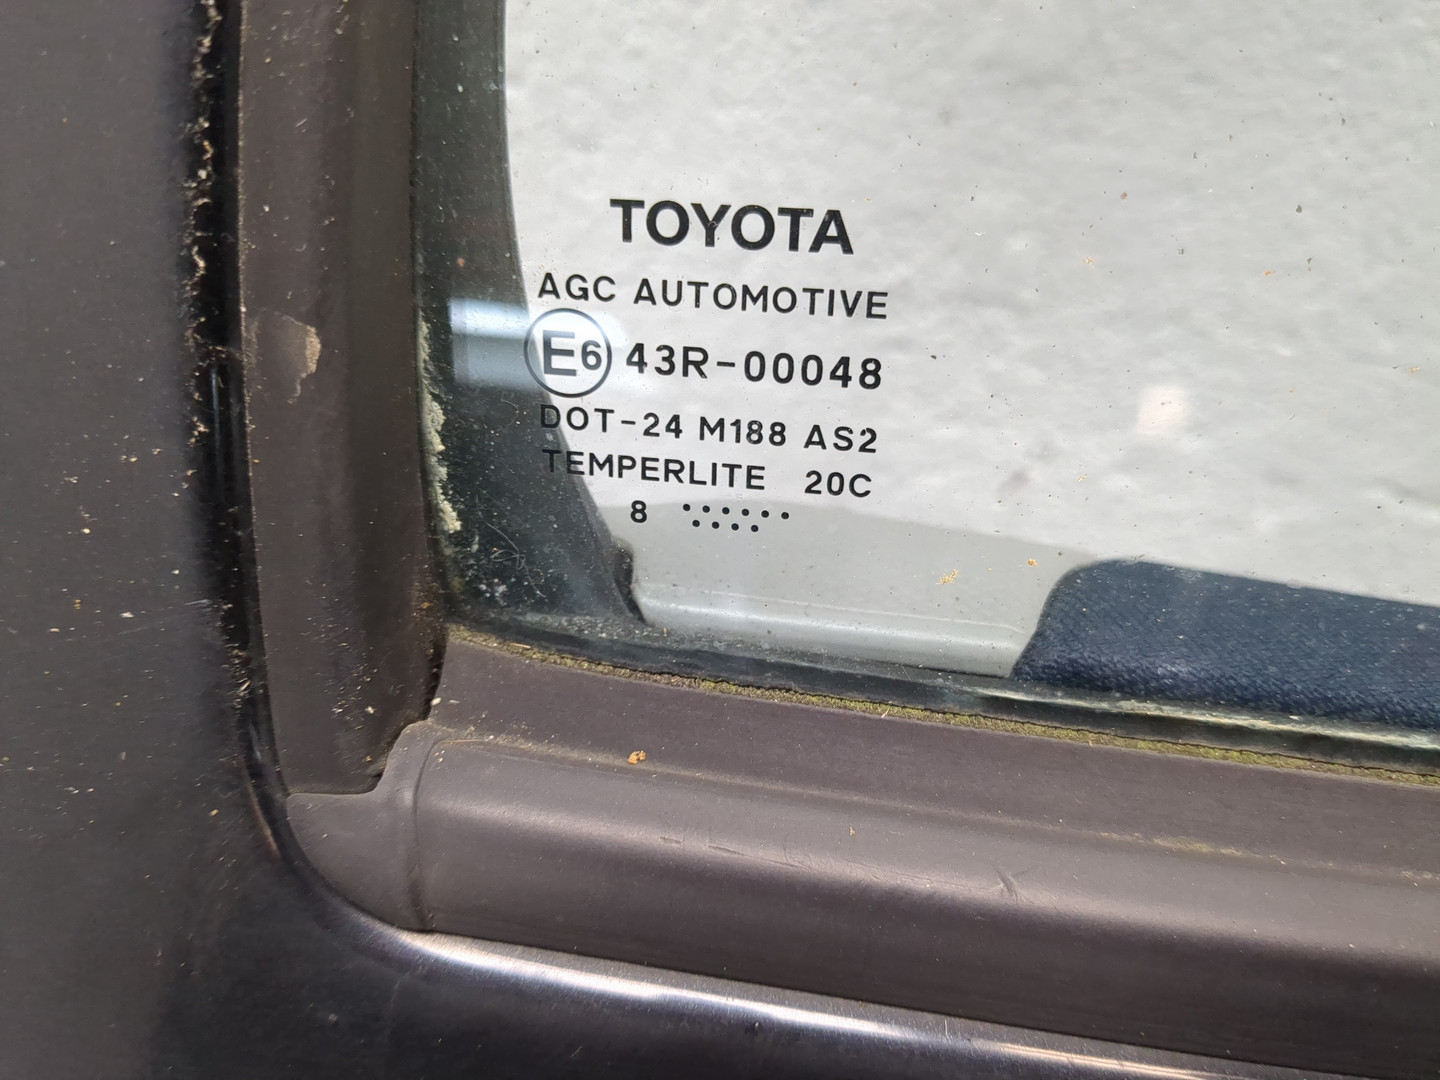 TOYOTA
AGC AUTOMOTIVE
E6 43R-00048
DOT-24 M188 AS2
TEMPERLITE 20C
8